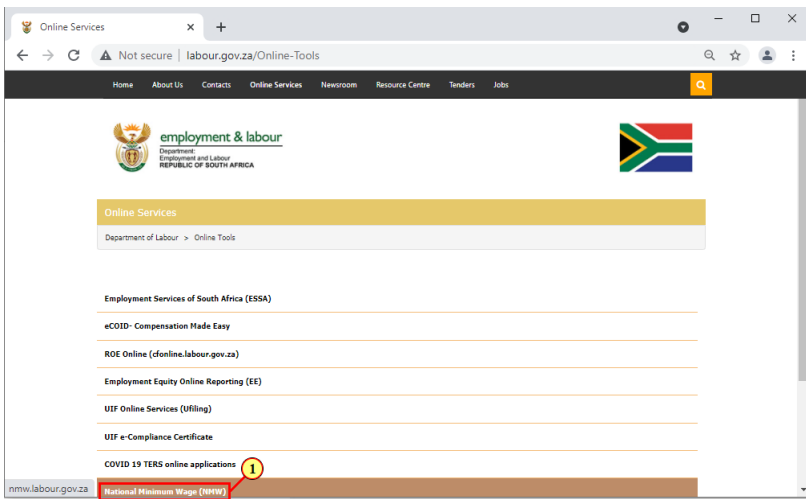 Online Services
Not secure | labour.gov.za/Online-Tools
Home About Us Contacts Online Services Newsroom Resource Centre Tenders Jobs
employment & labour
Department:
Employment and Labour
REPUBLIC OF SOUTH AFRICA
Online Services
Department of Labour > Online Tools
Employment Services of South Africa (ESSA)
eCOID- Compensation Made Easy
ROE Online (cfonline.labour.gov.za)
Employment Equity Online Reporting (EE)
UIF Online Services (Ufiling)
UIF e-Compliance Certificate
COVID 19 TERS online applications
1
National Minimum Wage (NMW)
nmw.labour.gov.za